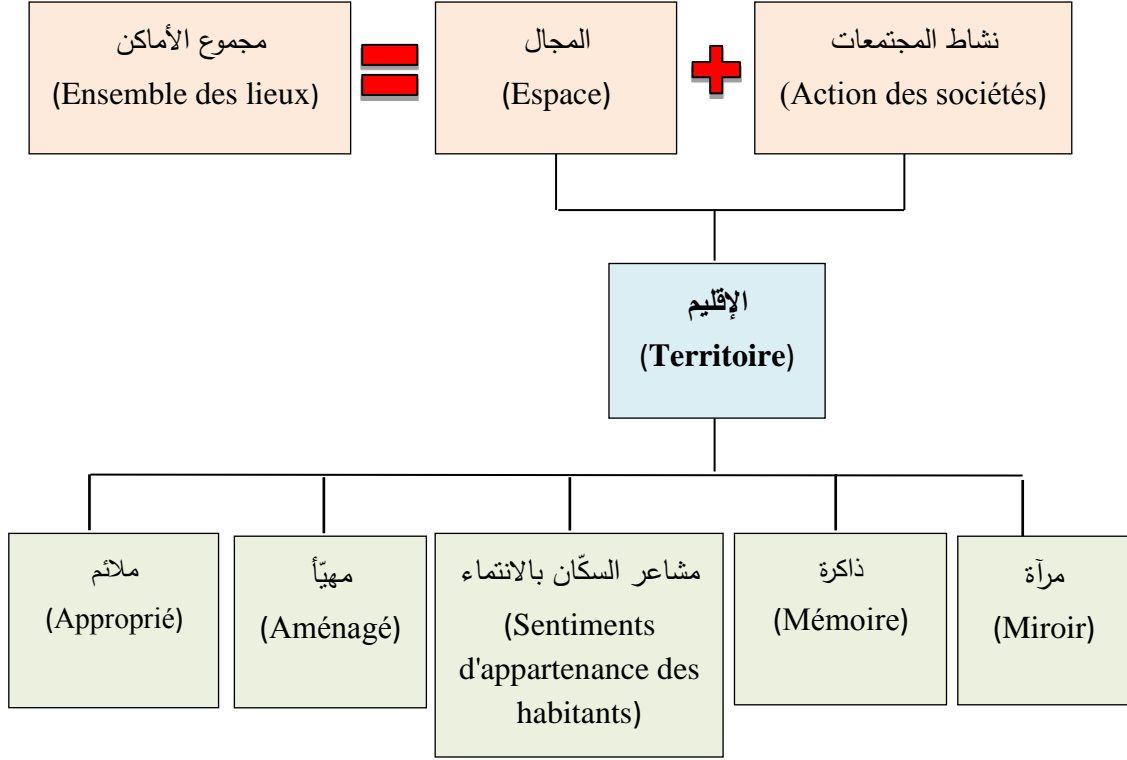 مجموع الأماكن
(Ensemble des lieux)
المجال
(Espace)
نشاط المجتمعات
(Action des sociétés)
الإقليم
(Territoire)
ملائم
(Approprié)
مهيّأ
(Aménagé)
مشاعر السكّان بالانتماء
(Sentiments
d'appartenance des
habitants)
ذاكرة
(Mémoire)
مرآة
(Miroir)